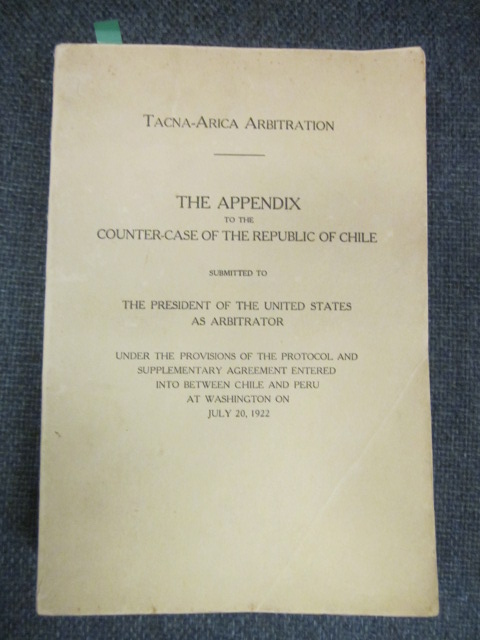 TACNA-ARICA ARBITRATION
THE APPENDIX
TO THE
COUNTER-CASE OF THE REPUBLIC OF CHILE
SUBMITTED TO
THE PRESIDENT OF THE UNITED STATES
AS ARBITRATOR
UNDER THE PROVISIONS OF THE PROTOCOL AND
SUPPLEMENTARY AGREEMENT ENTERED
INTO BETWEEN CHILE AND PERU
AT WASHINGTON ON
JULY 20, 1922